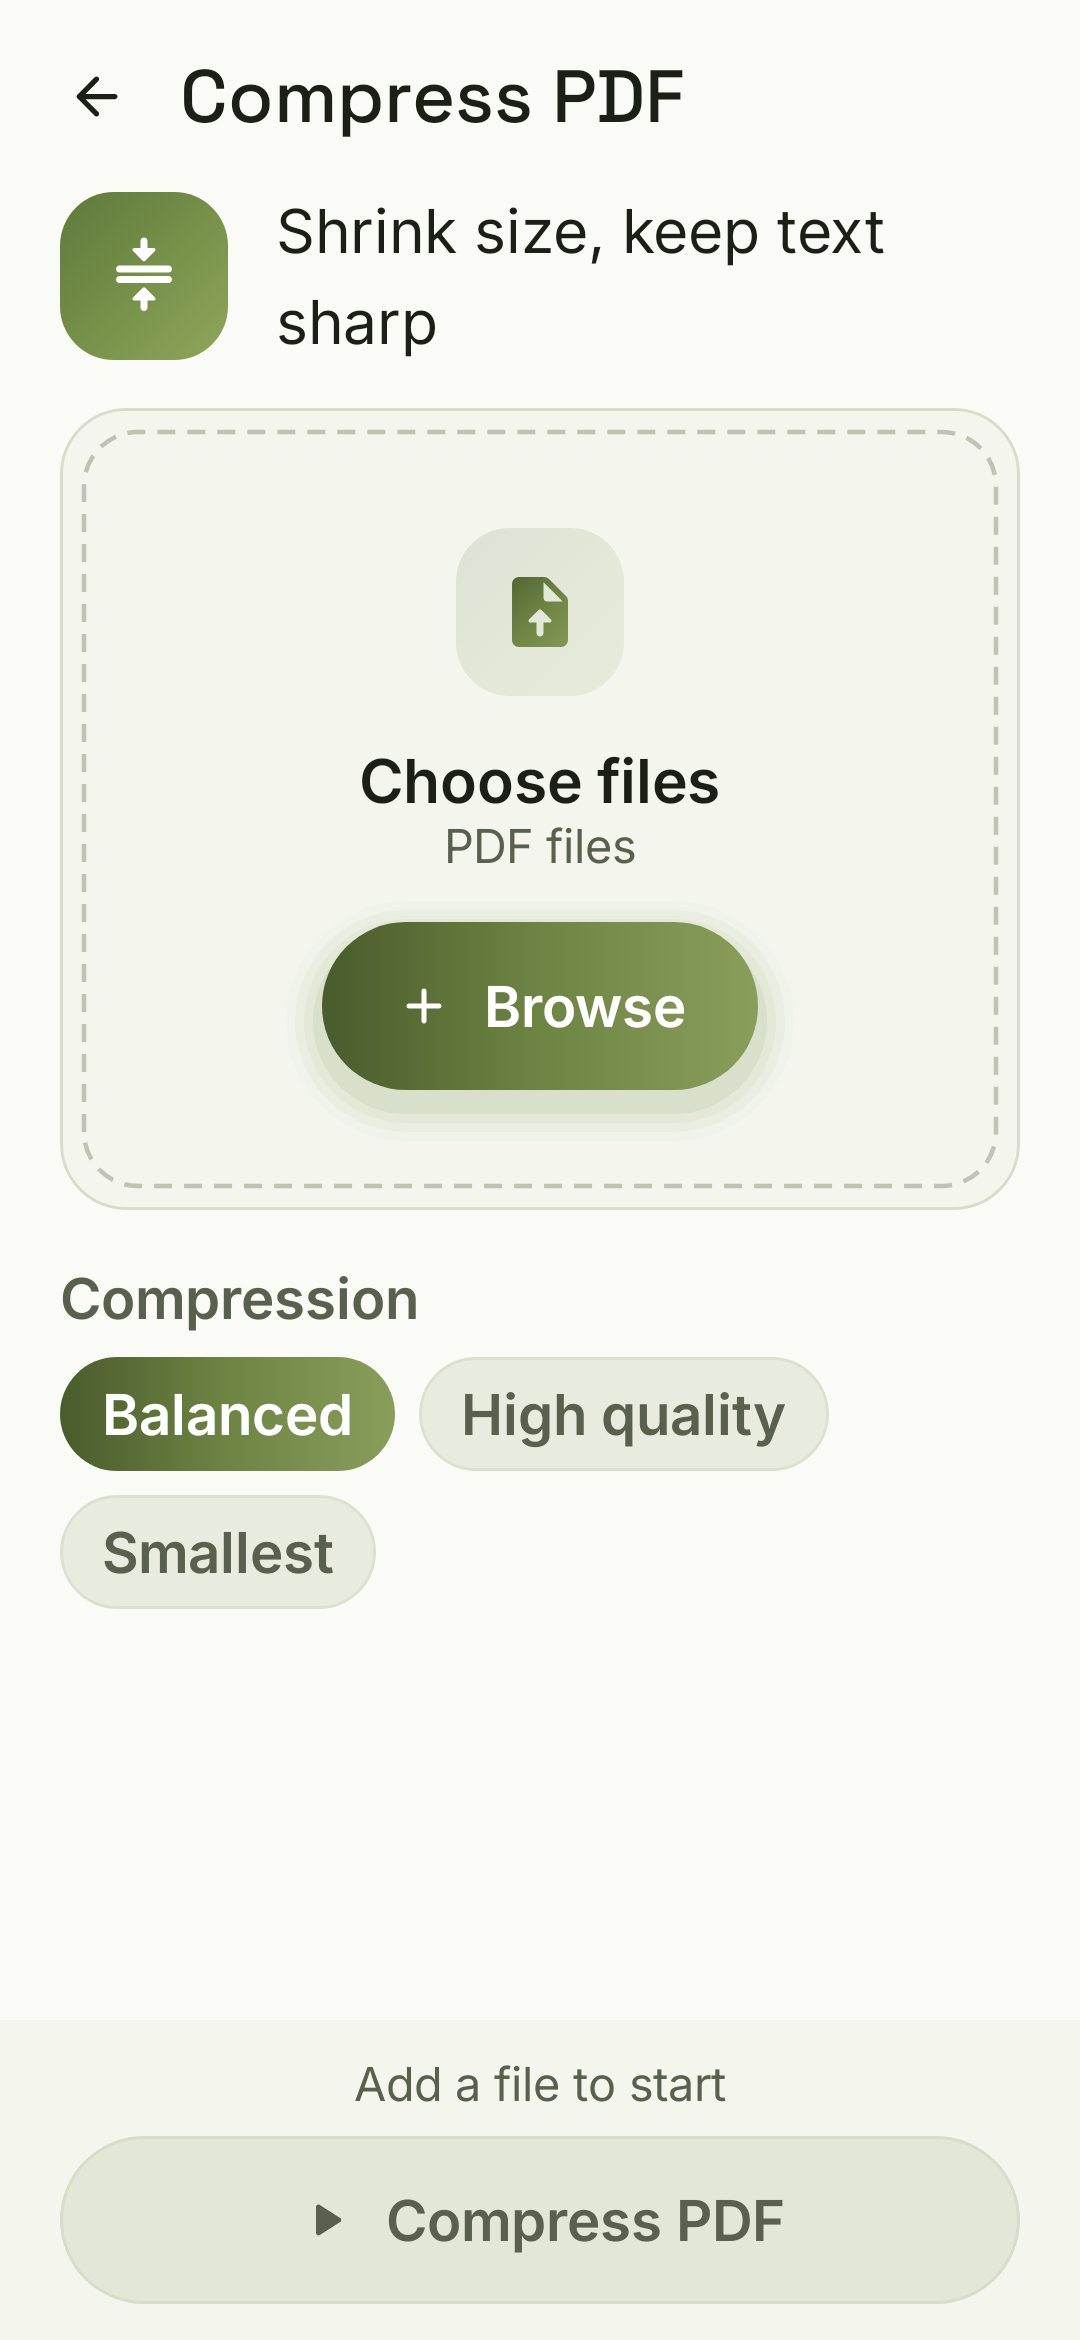 Compress PDF
Shrink size, keep text
sharp
Choose files
PDF files
Browse
Compression
Balanced
High quality
Smallest
Add a file to start
Compress PDF